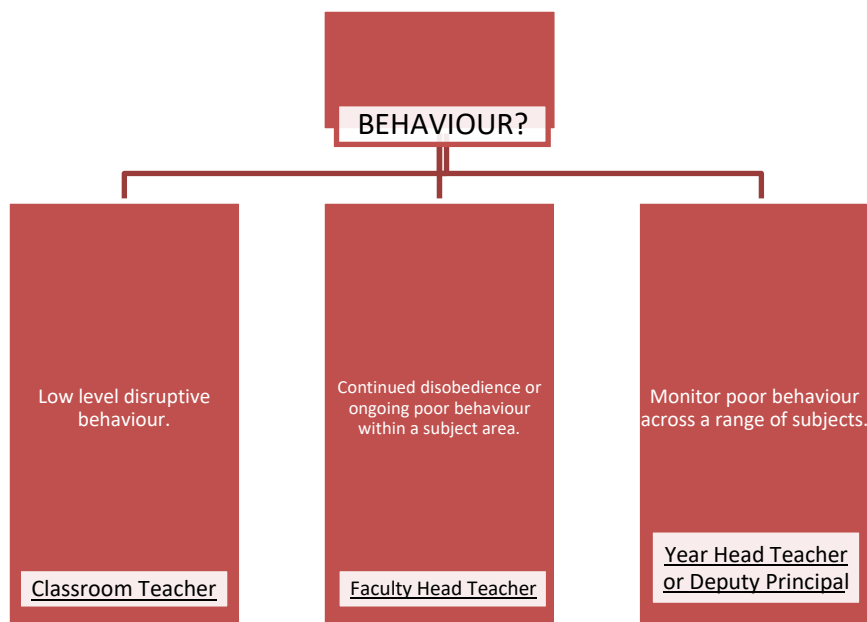 BEHAVIOUR?
Low level disruptive
behaviour.
Classroom Teacher
Continued disobedience or
ongoing poor behaviour
within a subject area.
Faculty Head Teacher
Monitor poor behaviour
across a range of subjects.
Year Head Teacher
or Deputy Principal